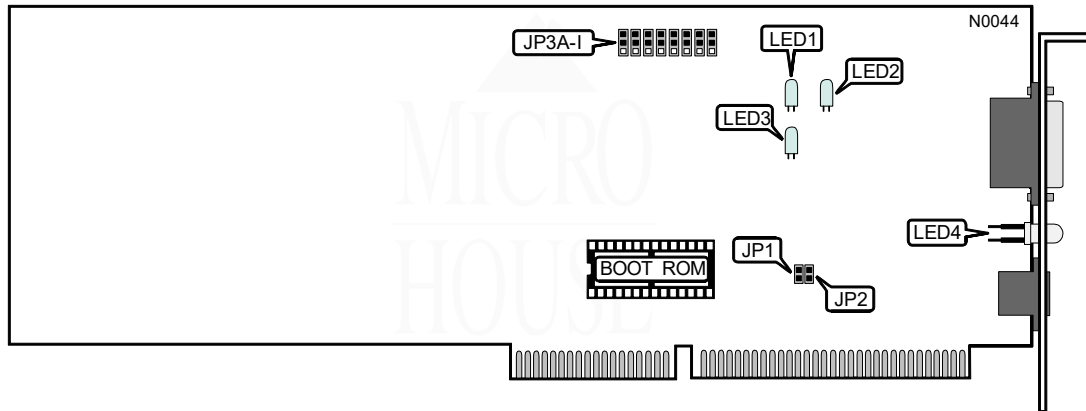 N0044
JP3A-I
LED1
LED2
LED3
MICRO
HOUSE
LED4
JP1
BOOT ROM
JP2